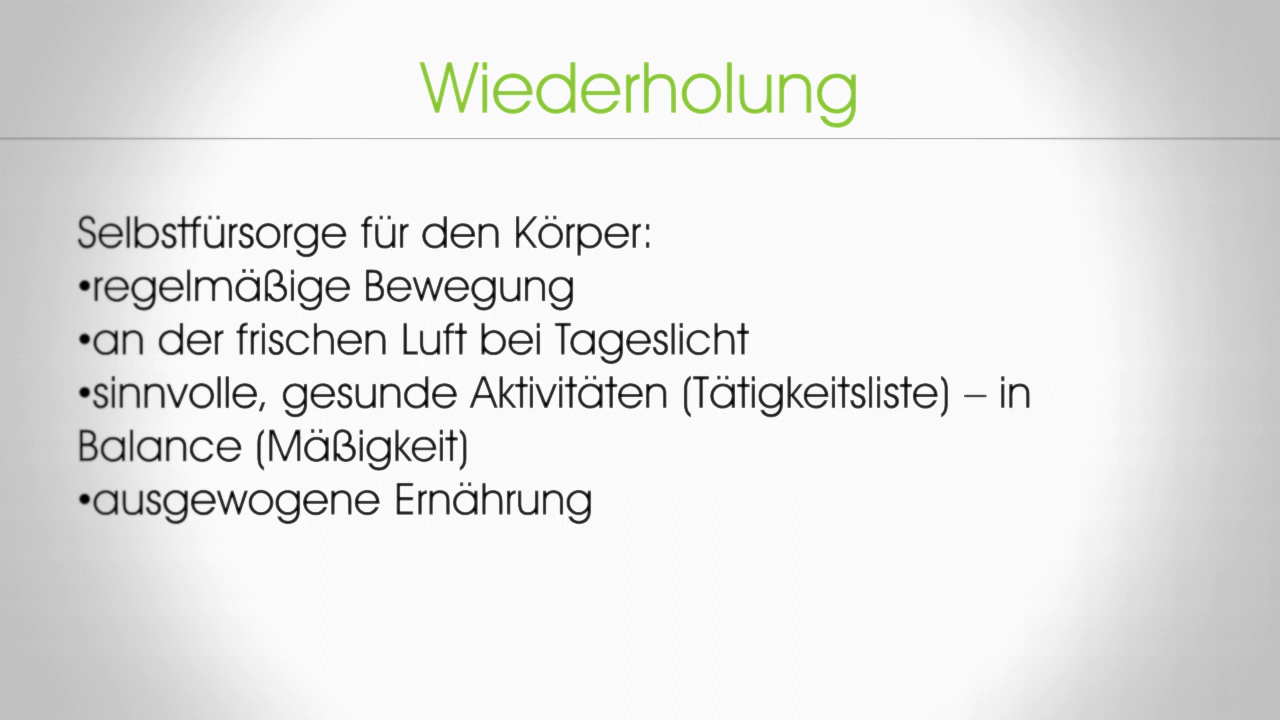 Wiederholung
Selbstfürsorge für den Körper:
•regelmäßige Bewegung
•an der frischen Luft bei Tageslicht
•sinnvolle, gesunde Aktivitäten (Tätigkeitsliste) – in
Balance (Mäßigkeit)
•ausgewogene Ernährung